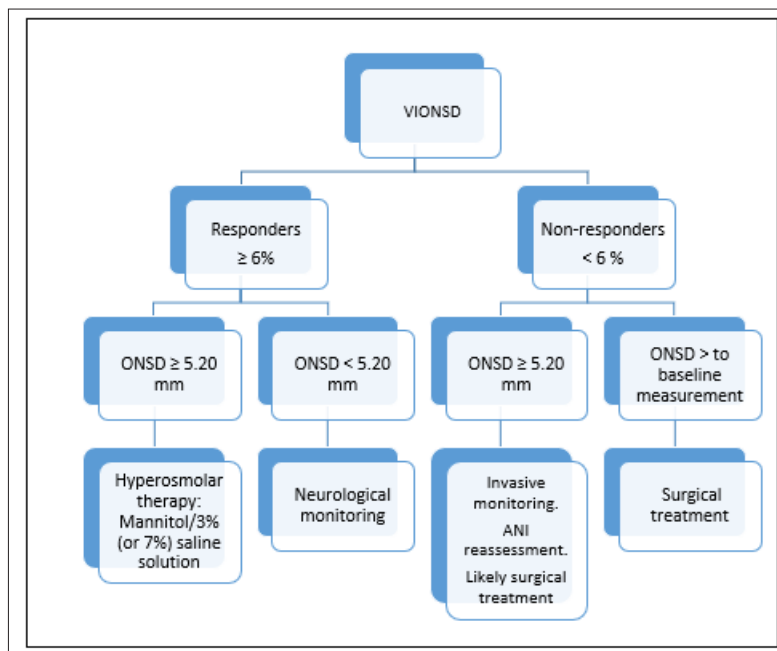 VIONSD
Responders
≥ 6%
Non-responders
< 6 %
ONSD ≥ 5.20
mm
ONSD < 5.20
mm
ONSD ≥ 5.20
mm
ONSD > to
baseline
measurement
Hyperosmolar
therapy:
Mannitol/3%
(or 7%) saline
solution
Neurological
monitoring
Invasive
monitoring.
ANI
reassessment.
Likely surgical
treatment
Surgical
treatment